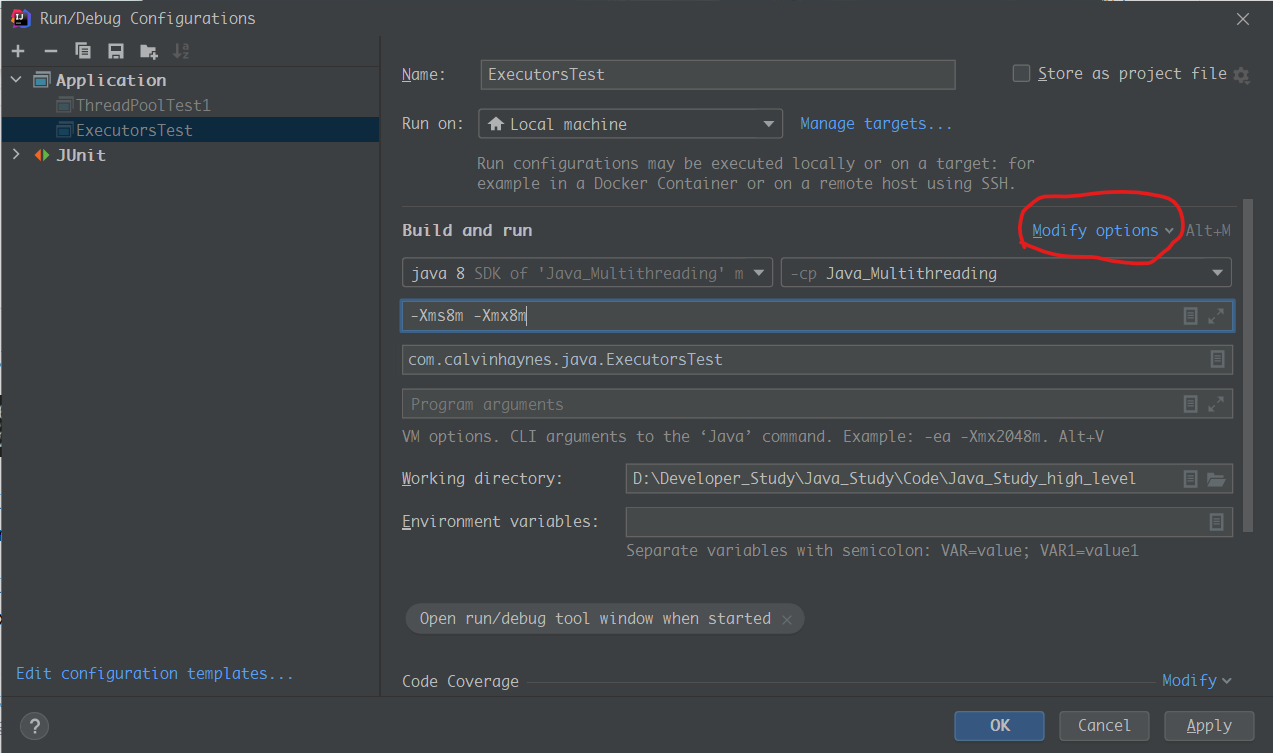 Run/Debug Configurations
Application
ThreadPoolTest1
ExecutorsTest
JUnit
Edit configuration templates...
Name: ExecutorsTest Store as project file
Run on: Local machine Manage targets...
Run configurations may be executed locally or on a target: for
example in a Docker Container or on a remote host using SSH.
Build and run Modify options Alt+M
java 8 SDK of 'Java_Multithreading' m -cp Java_Multithreading
-Xms8m -Xmx8m
com.calvinhaynes.java.ExecutorsTest
Program arguments
VM options. CLI arguments to the ‘Java’ command. Example: -ea -Xmx2048m. Alt+V
Working directory: D:\Developer_Study\Java_Study\Code\Java_Study_high_level
Environment variables:
Separate variables with semicolon: VAR=value; VAR1=value1
Open run/debug tool window when started
Code Coverage Modify
? OK Cancel Apply